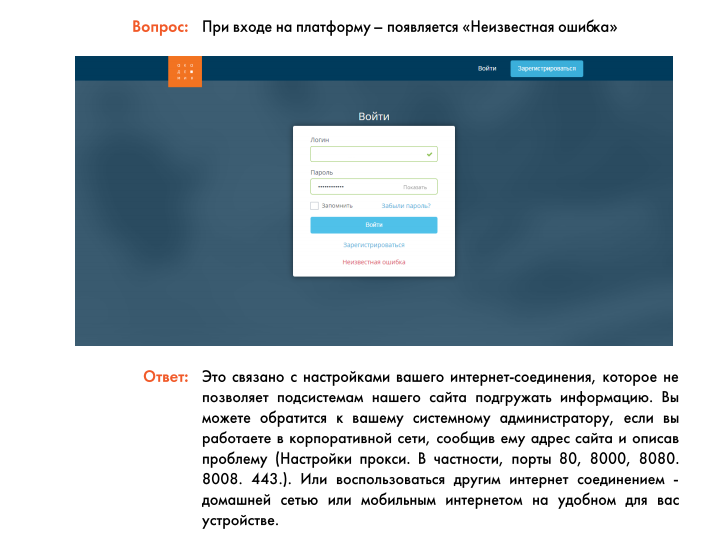 Вопрос: При входе на платформу – появляется «Неизвестная ошибка»
Войти Зарегистрироваться
Войти
Логин
Пароль
•••••••••••• Показать
Запомнить Забыли пароль?
Войти
Зарегистрироваться
Неизвестная ошибка
Ответ: Это связано с настройками вашего интернет-соединения, которое не
позволяет подсистемам нашего сайта подгружать информацию. Вы
можете обратится к вашему системному администратору, если вы
работаете в корпоративной сети, сообщив ему адрес сайта и описав
проблему (Настройки прокси. В частности, порты 80, 8000, 8080.
8008. 443.). Или воспользоваться другим интернет соединением -
домашней сетью или мобильным интернетом на удобном для вас
устройстве.